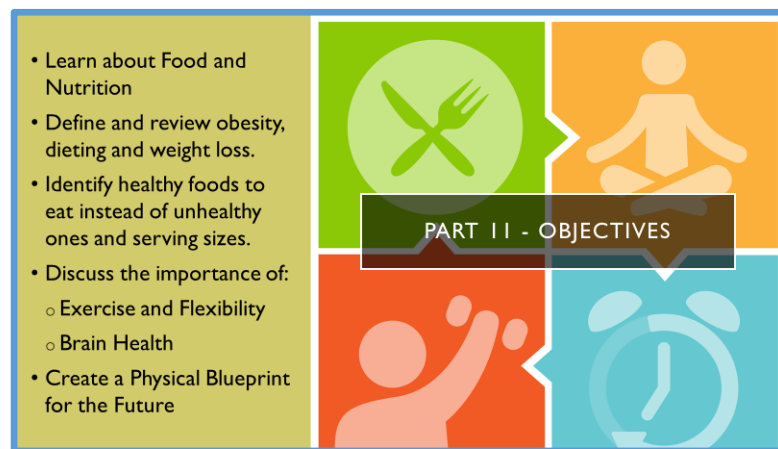 • Learn about Food and
Nutrition
• Define and review obesity,
dieting and weight loss.
• Identify healthy foods to
eat instead of unhealthy
ones and serving sizes.
• Discuss the importance of:
o Exercise and Flexibility
o Brain Health
• Create a Physical Blueprint
for the Future
PART 11 - OBJECTIVES